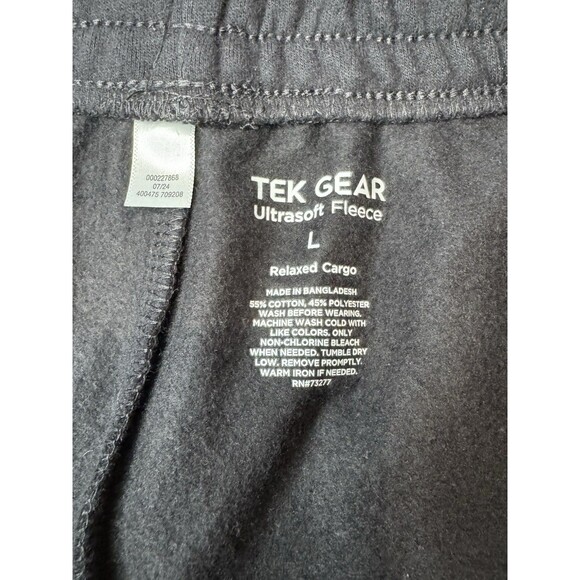 000227865
07/24
400475 709208
TEK GEAR
Ultrasoft Fleece
L
Relaxed Cargo
MADE IN BANGLADESH
55% COTTON, 45% POLYESTER
WASH BEFORE WEARING.
MACHINE WASH COLD WITH
LIKE COLORS. ONLY
NON-CHLORINE BLEACH
WHEN NEEDED. TUMBLE DRY
LOW. REMOVE PROMPTLY.
WARM IRON IF NEEDED.
RN#73277